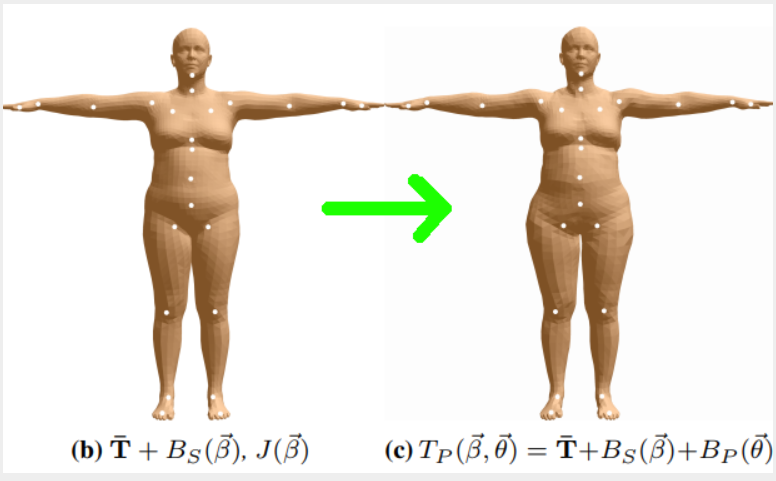 (b) T̄ + B_S(β⃗), J(β⃗)
(c) T_P(β⃗, θ⃗) = T̄+B_S(β⃗)+B_P(θ⃗)